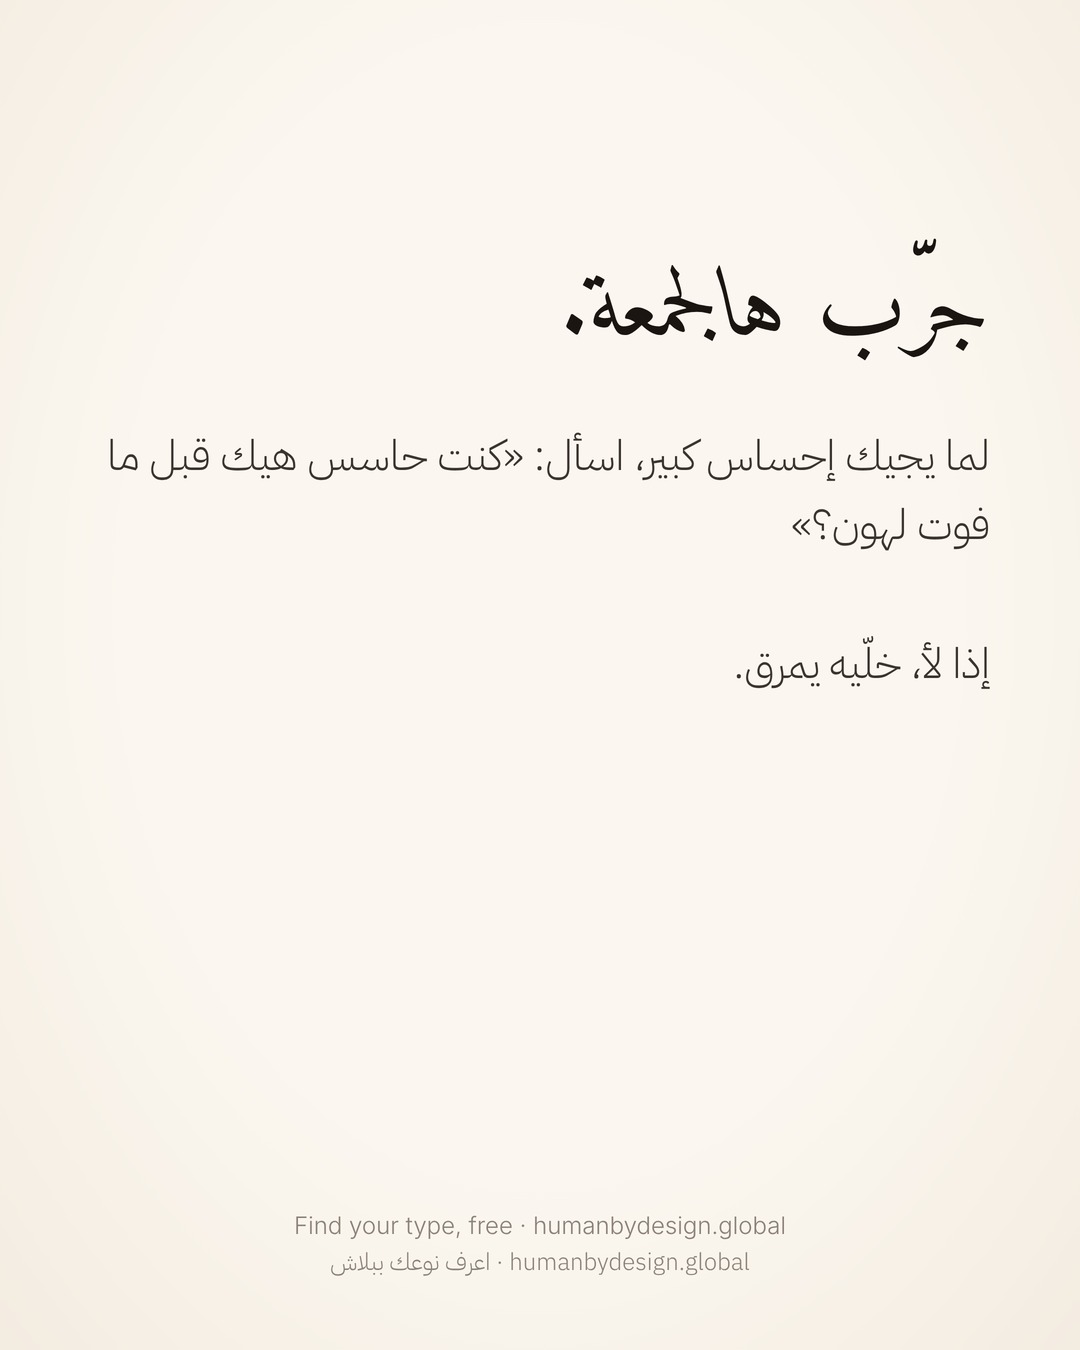 جرّب هالجمعة.
لما يجيك إحساس كبير، اسأل: «كنت حاسس هيك قبل ما
فوت لهون؟»
إذا لأ، خلّيه يمرق.
Find your type, free · humanbydesign.global
اعرف نوعك ببلاش · humanbydesign.global